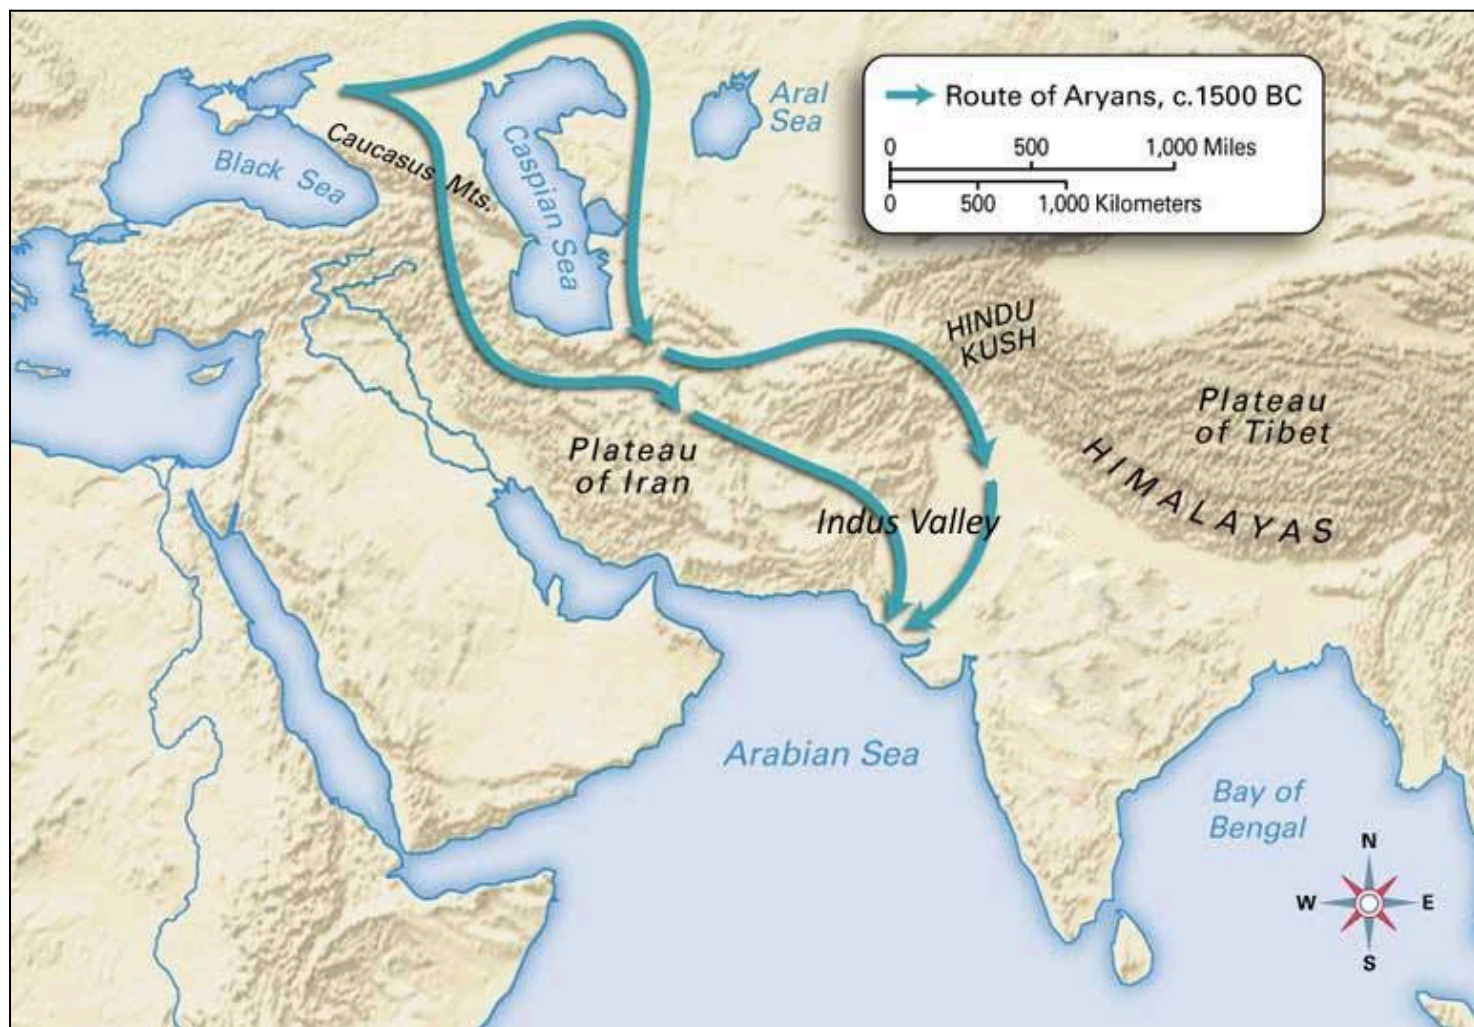 Route of Aryans, c.1500 BC
0 500 1,000 Miles
0 500 1,000 Kilometers
Aral
Sea
Black Sea
Caucasus Mts.
Caspian Sea
HINDU
KUSH
Plateau
of Tibet
HIMALAYAS
Plateau
of Iran
Indus Valley
Arabian Sea
Bay of
Bengal
N
W E
S